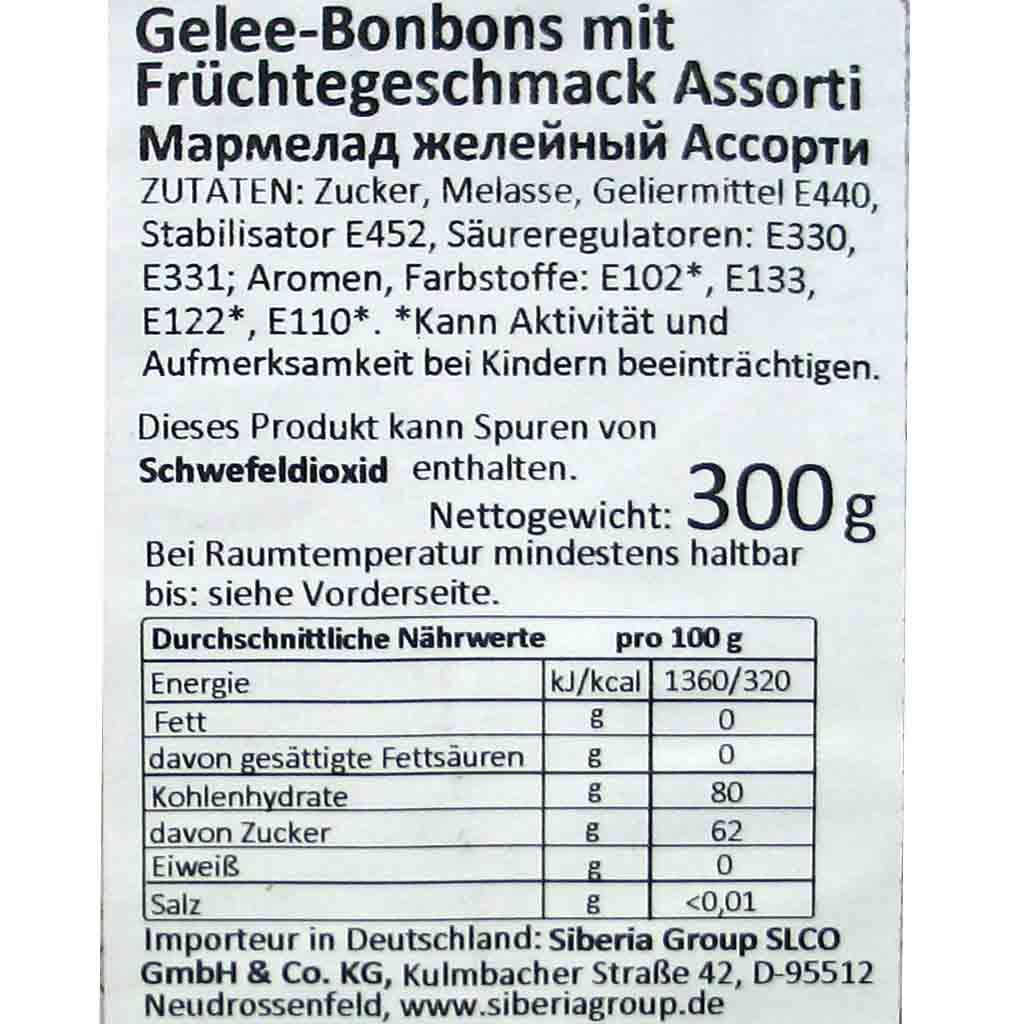 Gelee-Bonbons mit
Früchtegeschmack Assorti
Мармелад желейный Ассорти
ZUTATEN: Zucker, Melasse, Geliermittel E440,
Stabilisator E452, Säureregulatoren: E330,
E331; Aromen, Farbstoffe: E102*, E133,
E122*, E110*. *Kann Aktivität und
Aufmerksamkeit bei Kindern beeinträchtigen.
Dieses Produkt kann Spuren von
Schwefeldioxid enthalten.
Nettogewicht: 300 g
Bei Raumtemperatur mindestens haltbar
bis: siehe Vorderseite.
Durchschnittliche Nährwerte pro 100 g
Energie kJ/kcal 1360/320
Fett g 0
davon gesättigte Fettsäuren g 0
Kohlenhydrate g 80
davon Zucker g 62
Eiweiß g 0
Salz g <0,01
Importeur in Deutschland: Siberia Group SLCO
GmbH & Co. KG, Kulmbacher Straße 42, D-95512
Neudrossenfeld, www.siberiagroup.de